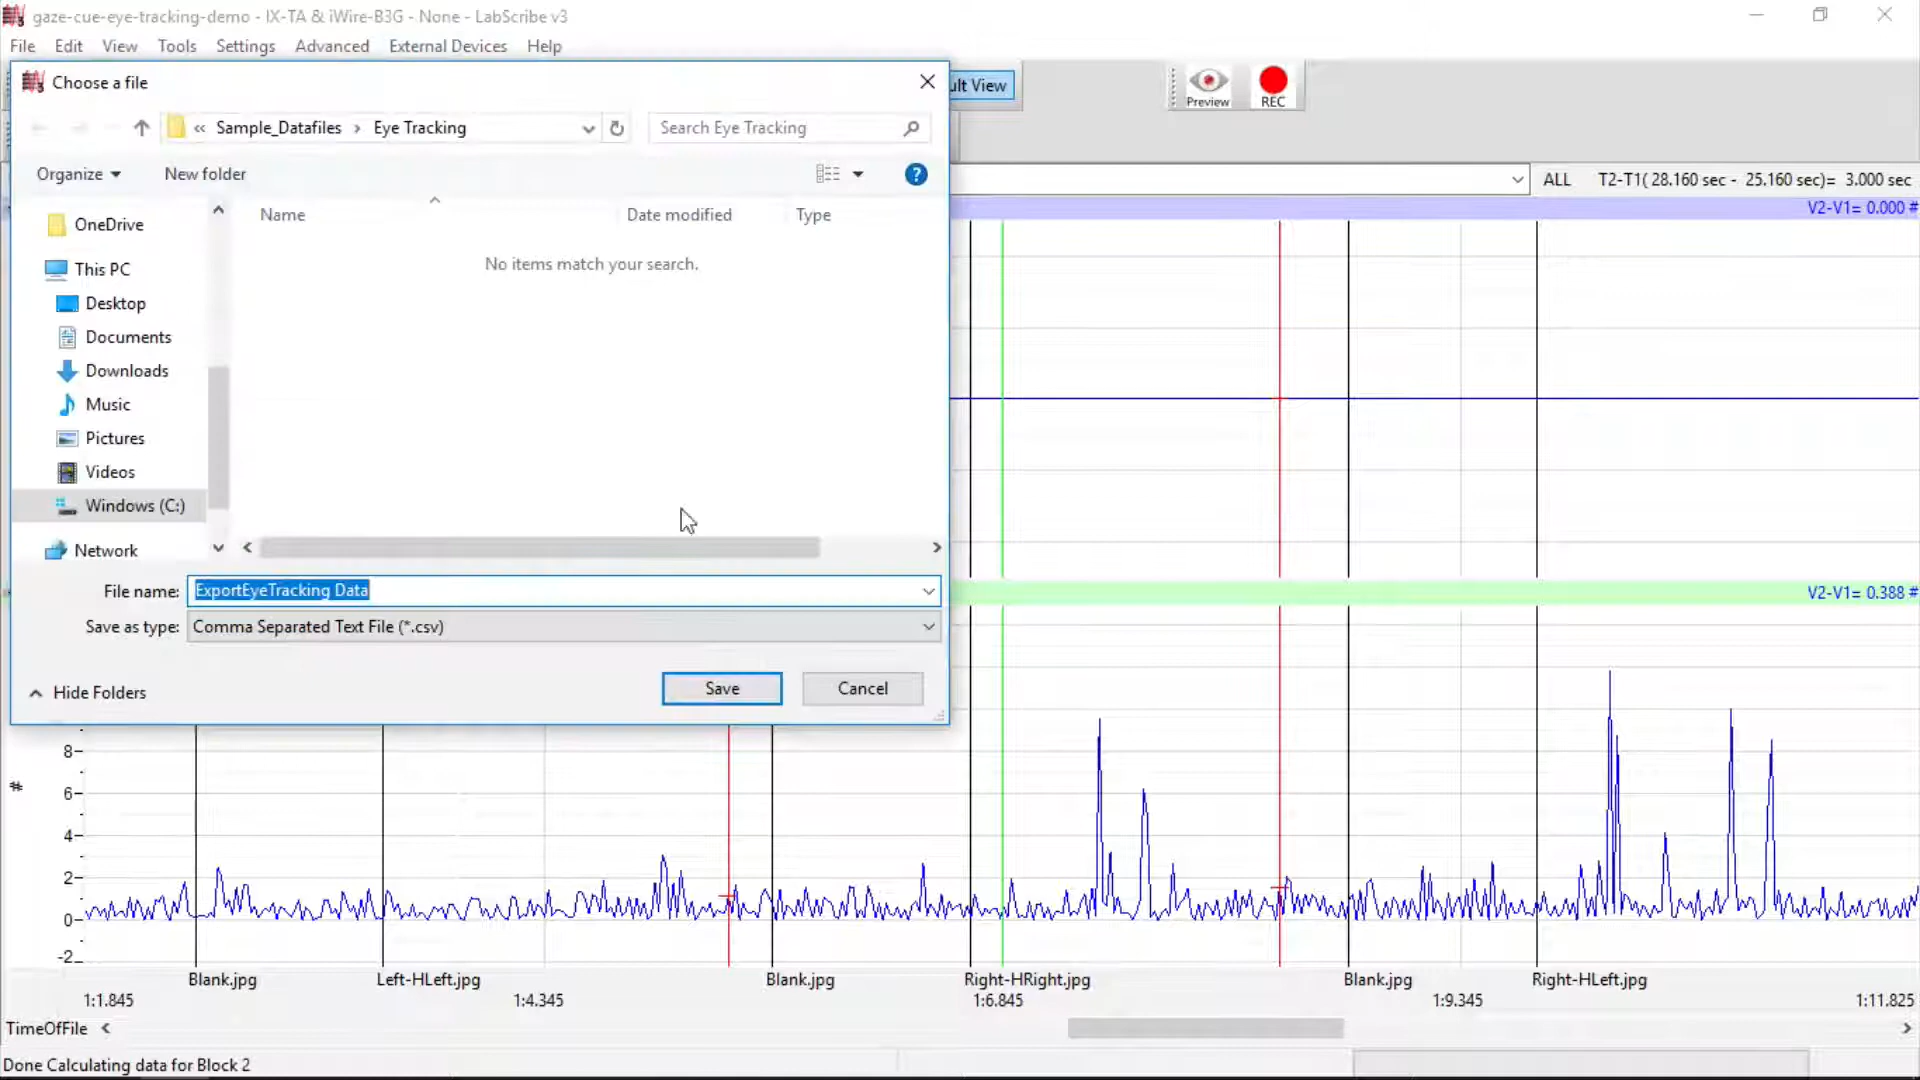 gaze-cue-eye-tracking-demo - IX-TA & iWire-B3G - None - LabScribe v3
File Edit View Tools Settings Advanced External Devices Help
Choose a file
ult View
Preview
REC
« Sample_Datafiles > Eye Tracking
Search Eye Tracking
Organize
New folder
?
ALL T2-T1( 28.160 sec - 25.160 sec)= 3.000 sec
V2-V1= 0.000 #
Name
Date modified
Type
No items match your search.
OneDrive
This PC
Desktop
Documents
Downloads
Music
Pictures
Videos
Windows (C:)
Network
File name: ExportEyeTracking Data
V2-V1= 0.388 #
Save as type: Comma Separated Text File (*.csv)
Hide Folders
Save
Cancel
#
8
6
4
2
0
-2
Blank.jpg Left-HLeft.jpg Blank.jpg Right-HRight.jpg Blank.jpg Right-HLeft.jpg
1:1.845 1:4.345 1:6.845 1:9.345 1:11.825
TimeOfFile
Done Calculating data for Block 2